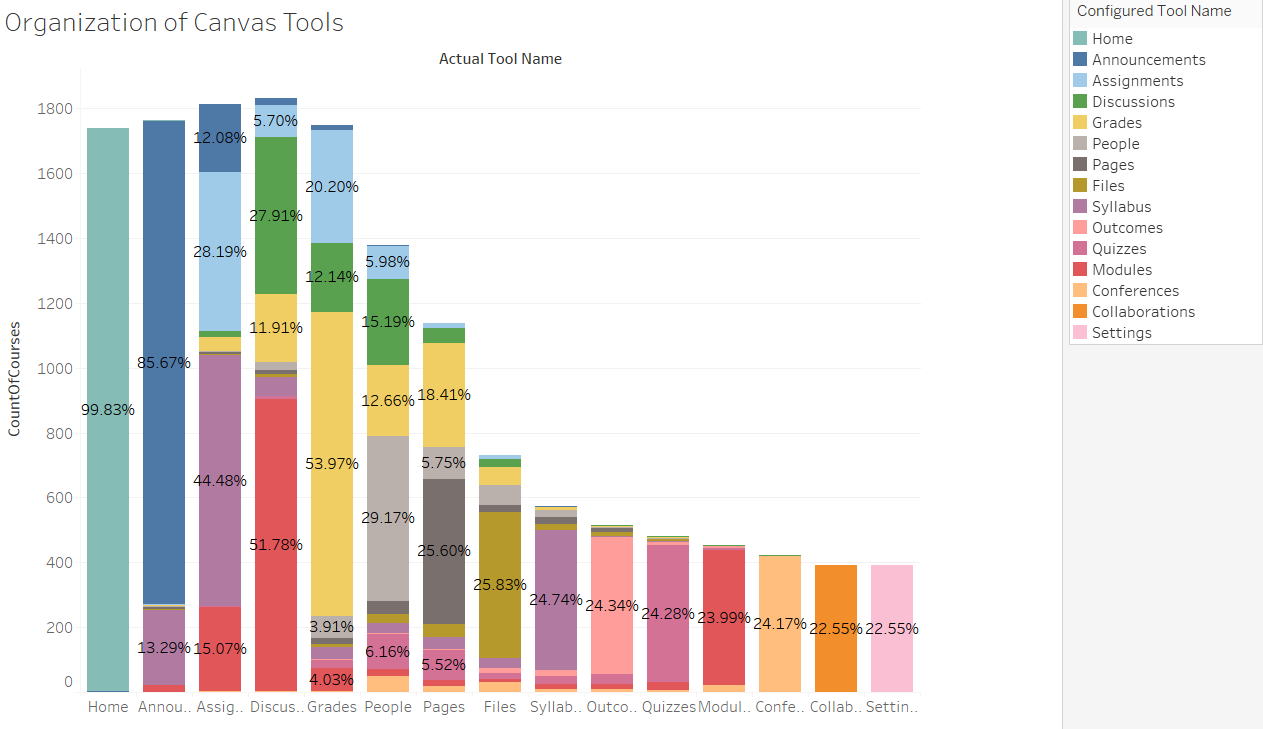 Organization of Canvas Tools
Actual Tool Name
CountOfCourses
1800
1600
1400
1200
1000
800
600
400
200
0
99.83%
85.67%
13.29%
12.08%
28.19%
44.48%
15.07%
5.70%
27.91%
11.91%
51.78%
20.20%
12.14%
53.97%
3.91%
4.03%
5.98%
15.19%
12.66%
29.17%
6.16%
18.41%
5.75%
25.60%
5.52%
25.83%
24.74%
24.34%
24.28%
23.99%
24.17%
22.55%
22.55%
Home Annou.. Assig.. Discus.. Grades People Pages Files Syllab.. Outco.. Quizzes Modul.. Confe.. Collab.. Settin..
Configured Tool Name
Home
Announcements
Assignments
Discussions
Grades
People
Pages
Files
Syllabus
Outcomes
Quizzes
Modules
Conferences
Collaborations
Settings